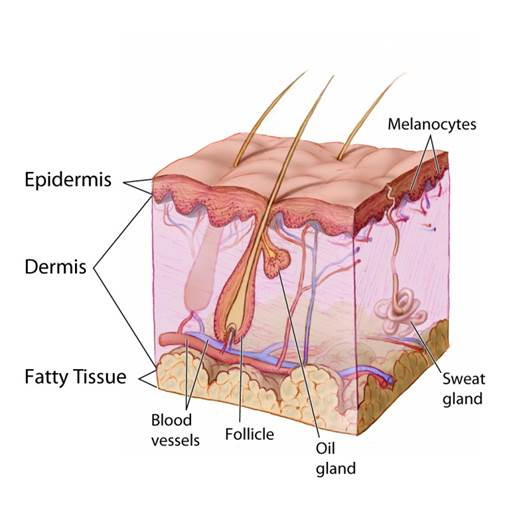 Melanocytes
Epidermis
Dermis
Fatty Tissue
Blood
vessels
Follicle
Oil
gland
Sweat
gland